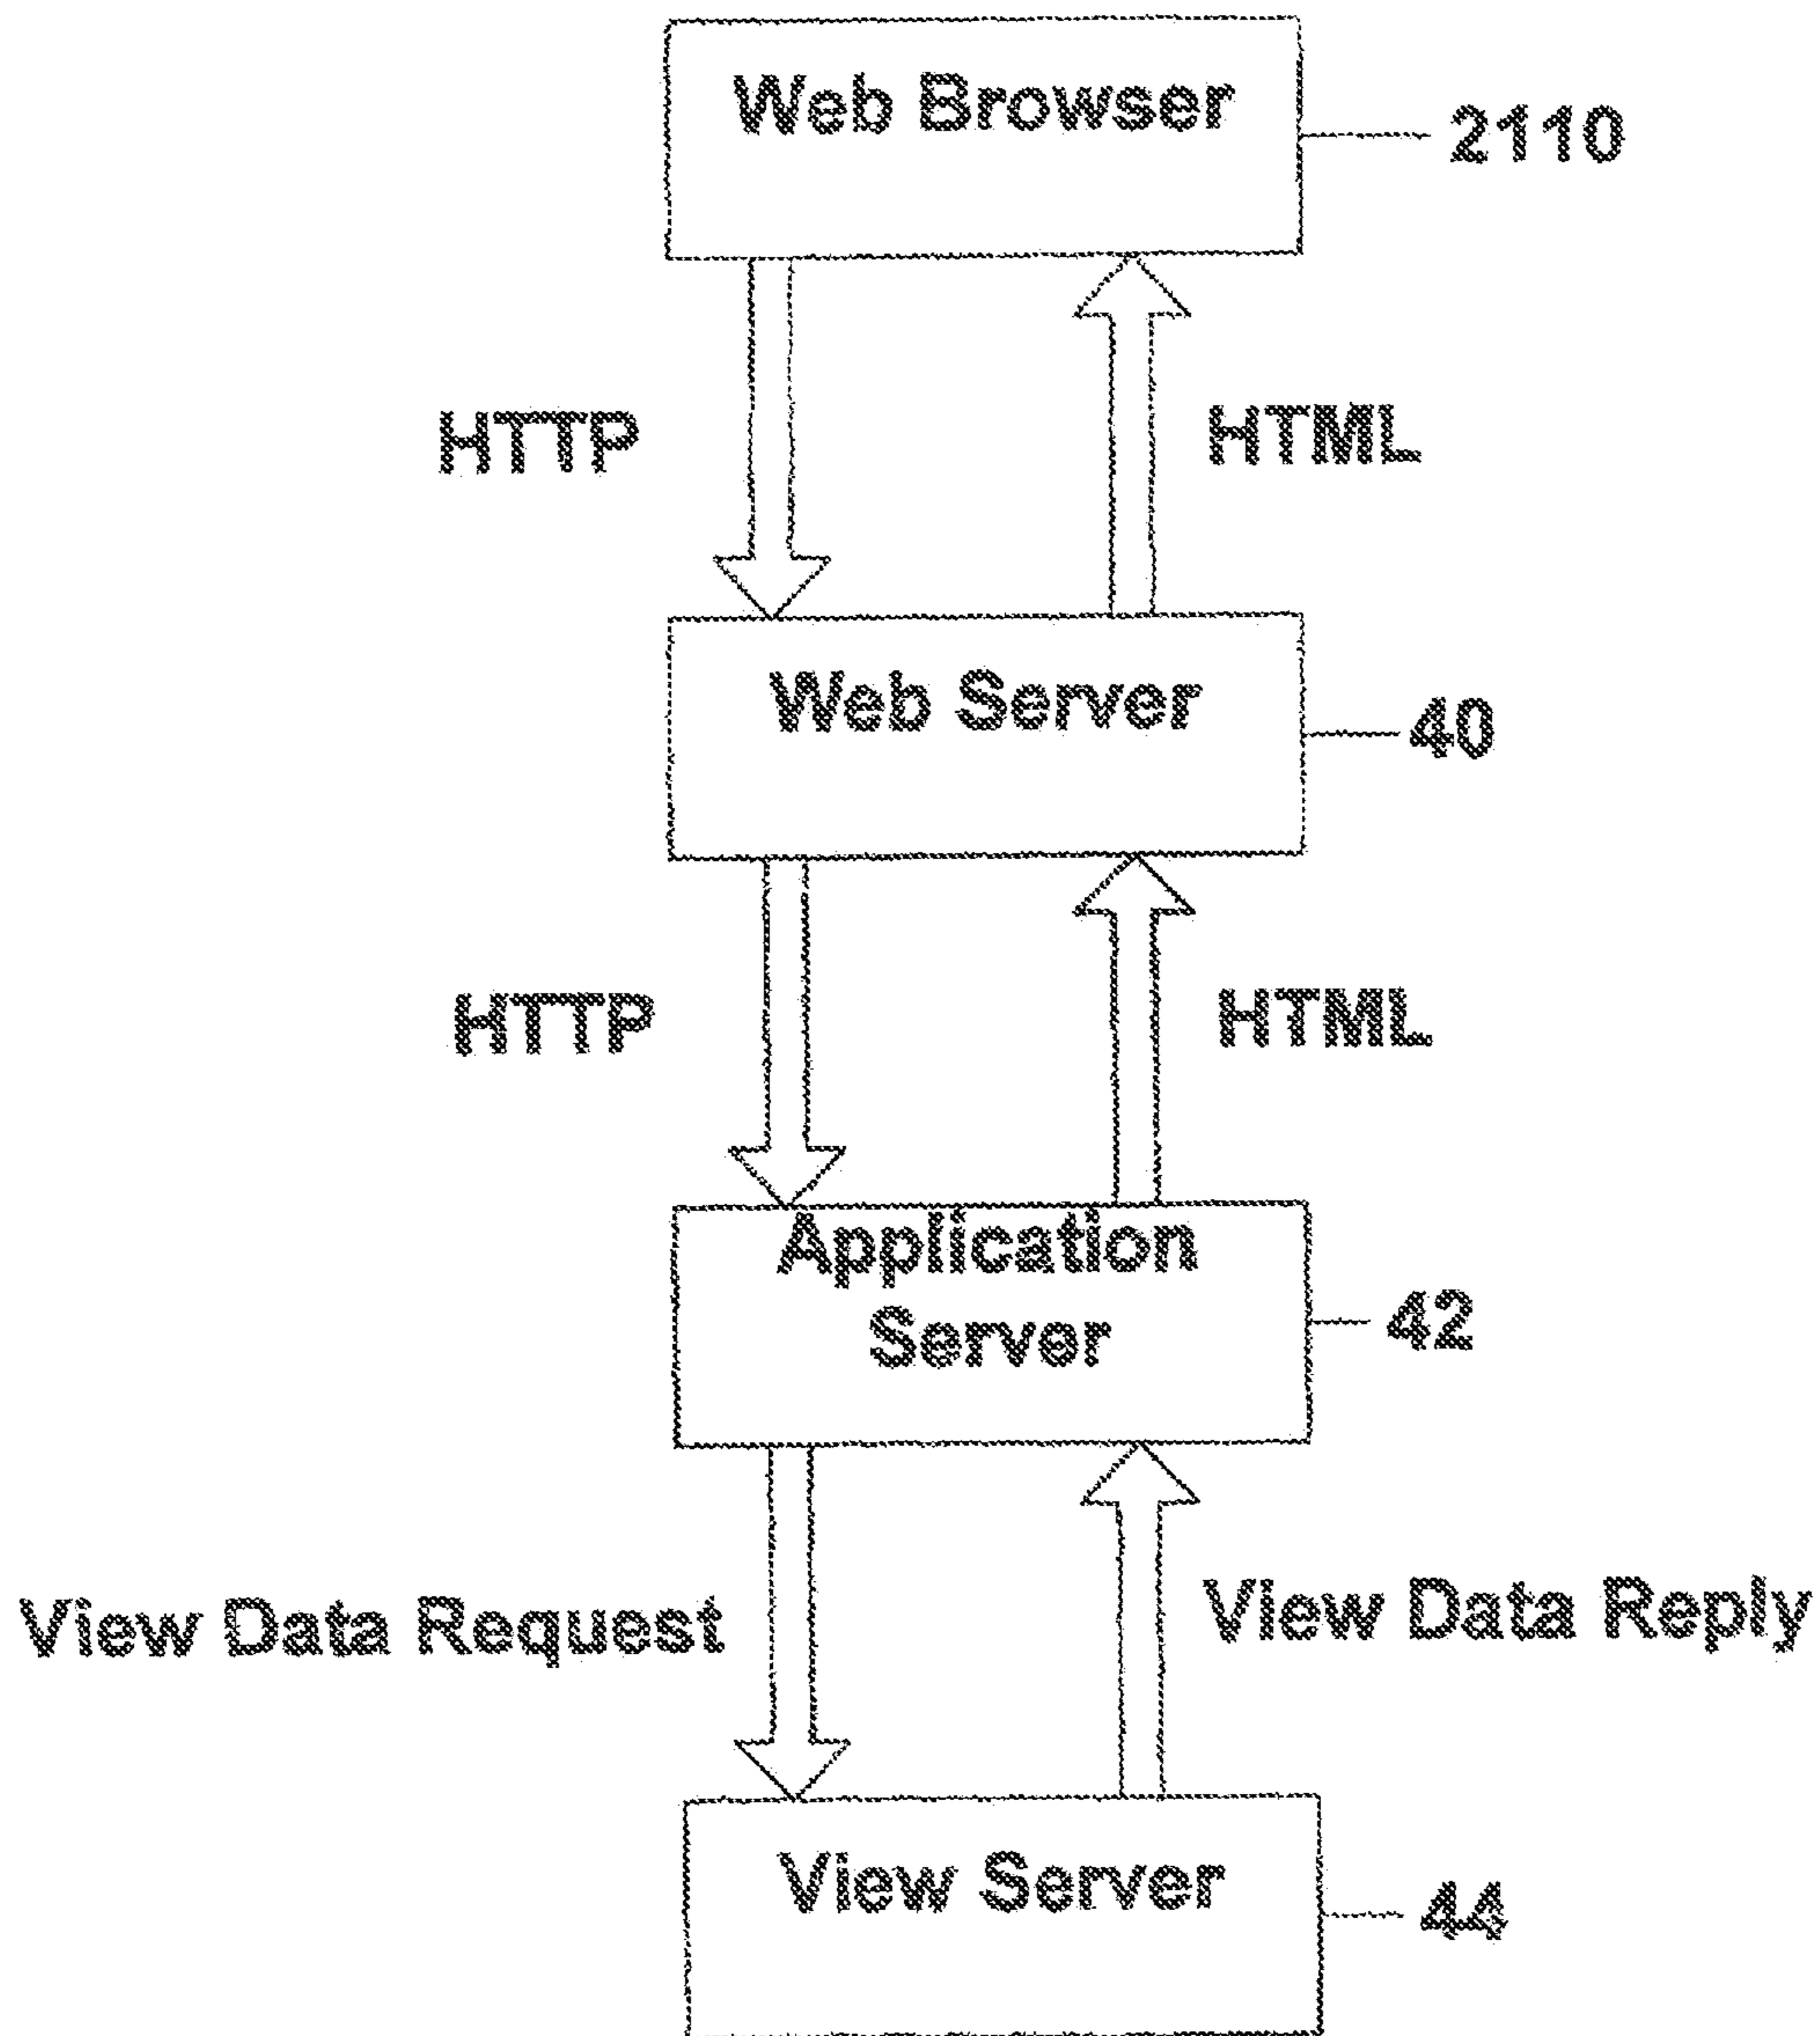 Web Browser
2110
HTTP
HTML
Web Server
40
HTTP
HTML
Application
Server
42
View Data Request
View Data Reply
View Server
44